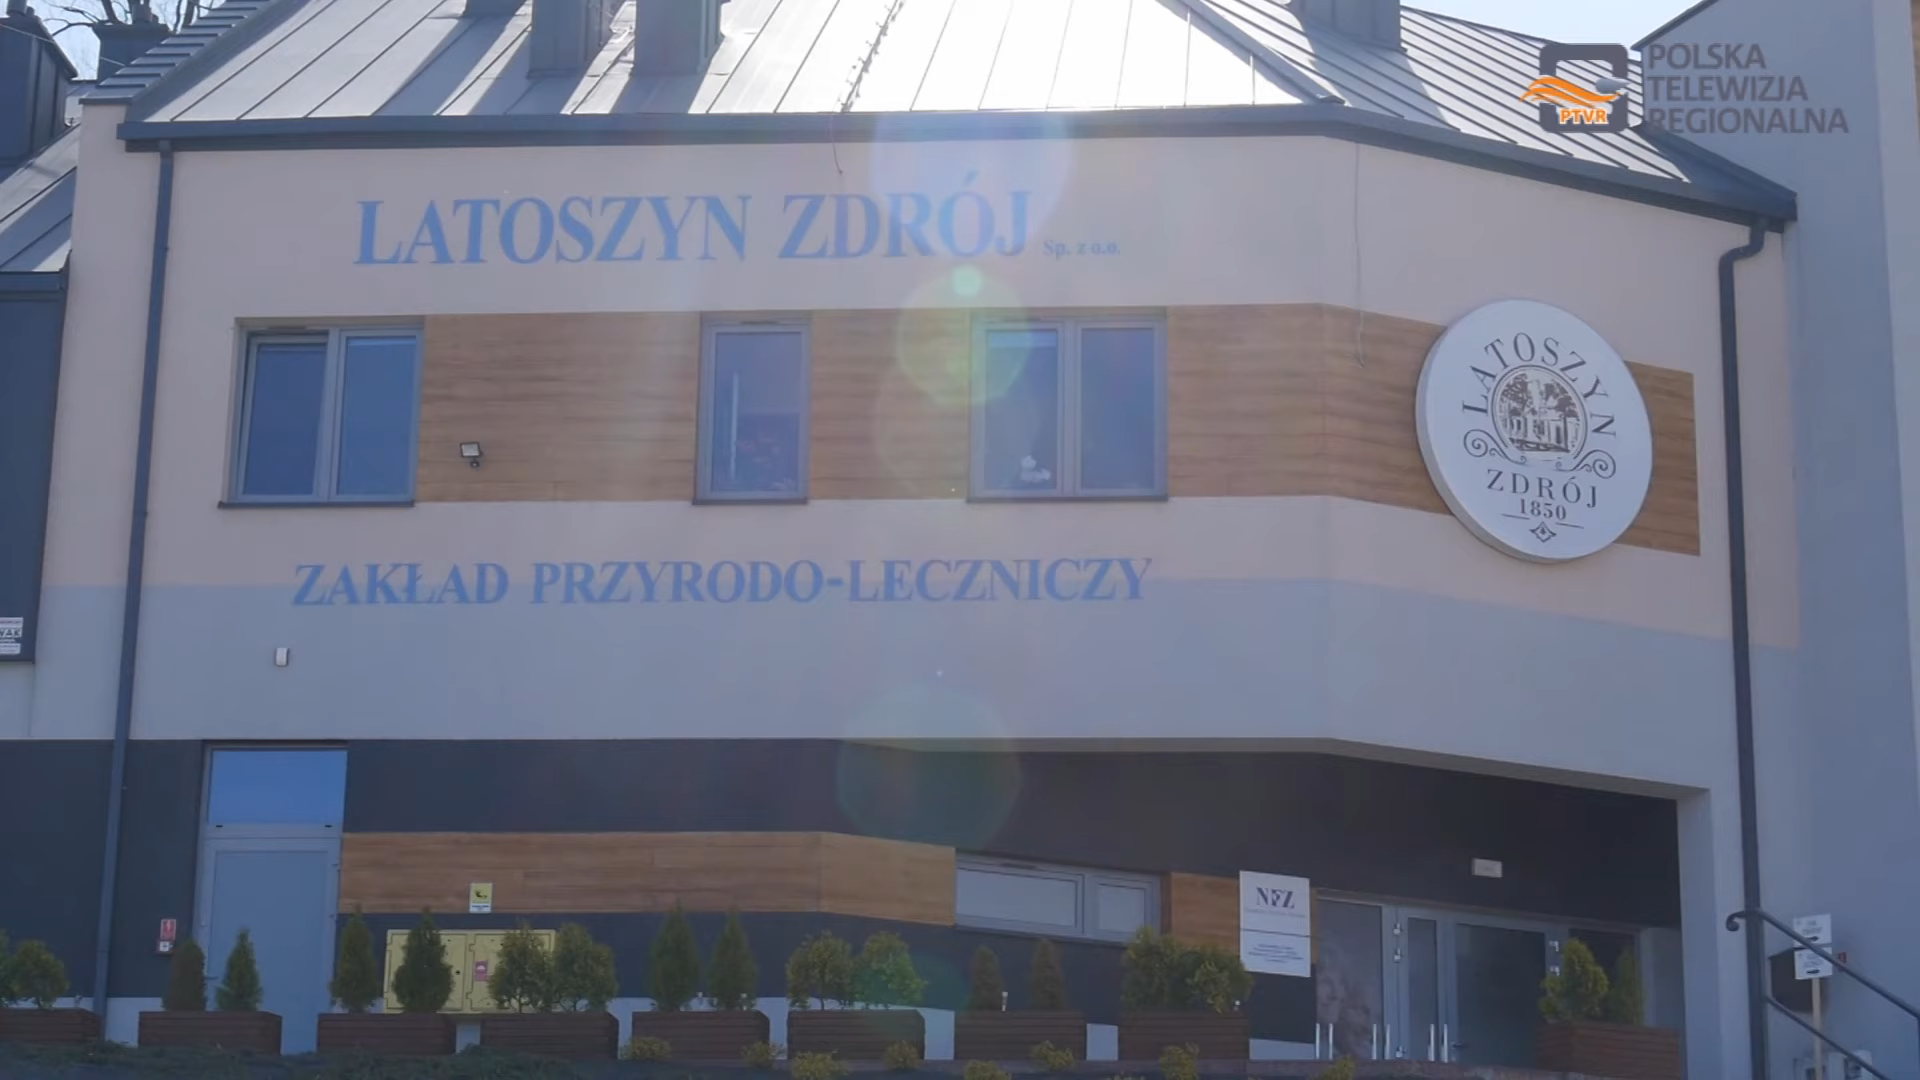 POLSKA
TELEWIZJA
REGIONALNA
PTVR
LATOSZYN ZDRÓJ Sp. z o.o.
LATOSZYN
ZDRÓJ
1850
ZAKŁAD PRZYRODO-LECZNICZY
NFZ